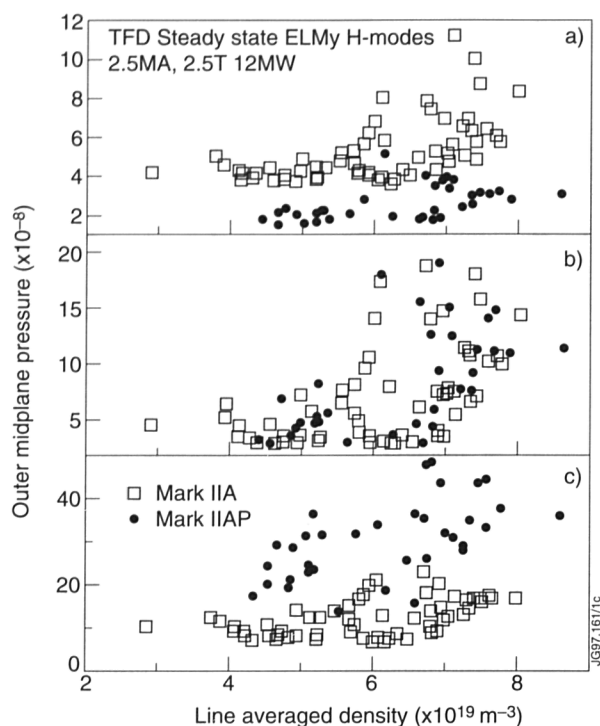 12
TFD Steady state ELMy H-modes
a)
2.5MA, 2.5T 12MW
10
8
6
4
2
20
b)
15
10
5
c)
40
Mark IIA
Mark IIAP
20
0
Outer midplane pressure (x10⁻⁸)
2
4
6
8
Line averaged density (x10¹⁹ m⁻³)
JG97.161/1c